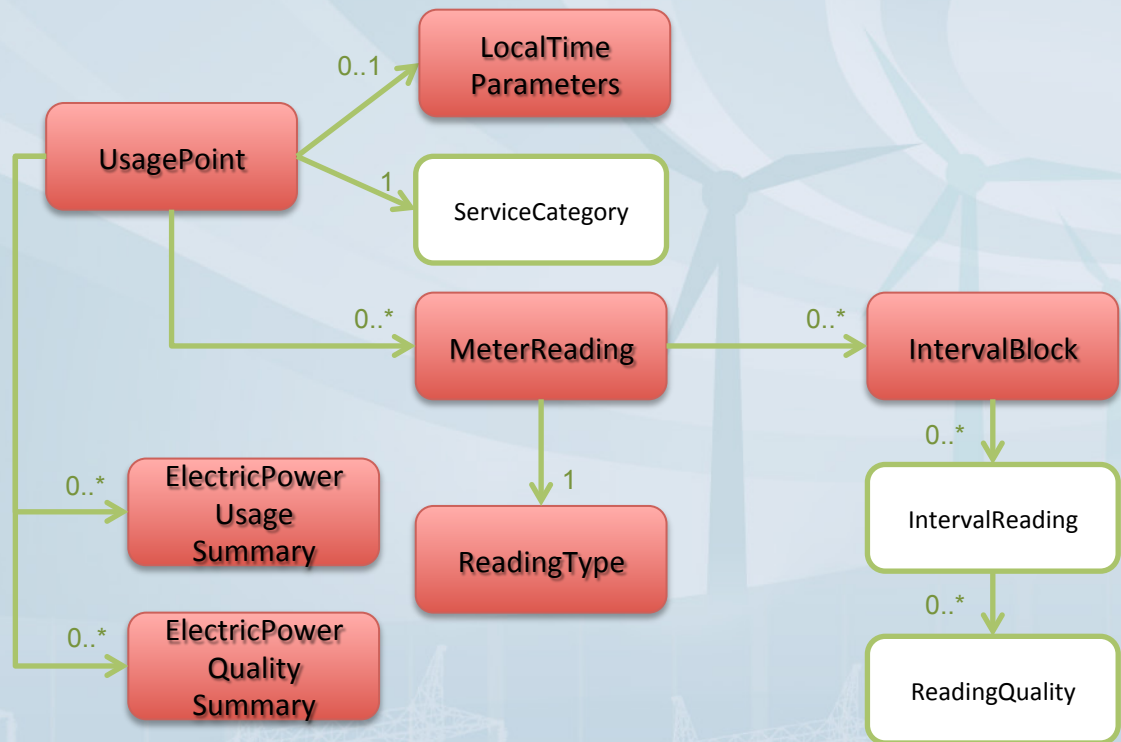 LocalTime
Parameters
0..1
UsagePoint
1
ServiceCategory
0..*
MeterReading
0..*
IntervalBlock
0..*
ElectricPower
Usage
Summary
1
ReadingType
0..*
IntervalReading
0..*
ElectricPower
Quality
Summary
0..*
ReadingQuality